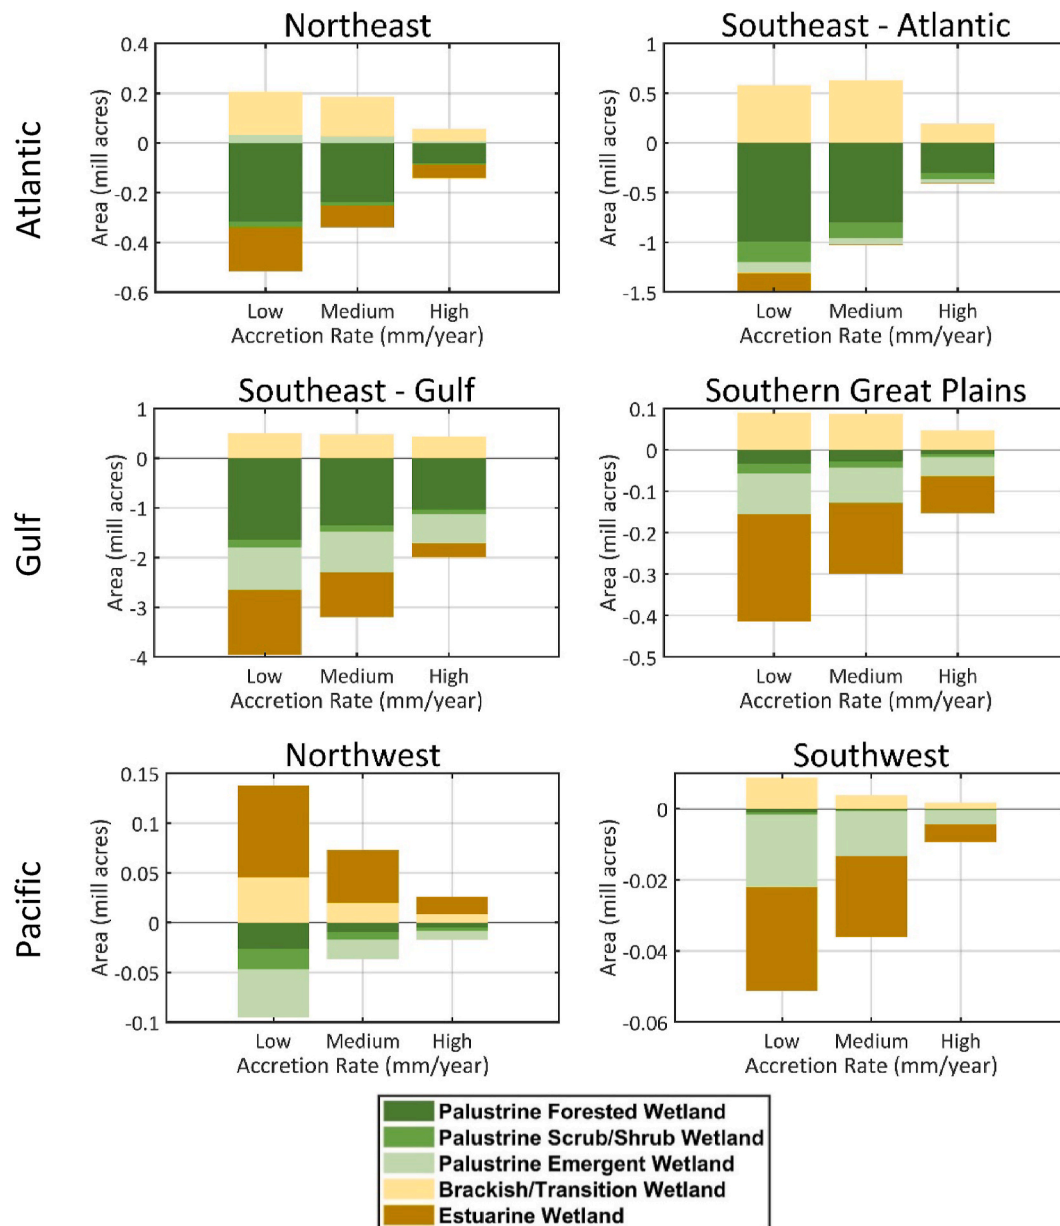 Northeast
Southeast - Atlantic
Atlantic
Area (mill acres)
0.4
0.2
0
-0.2
-0.4
-0.6
Low
Medium
High
Accretion Rate (mm/year)
Area (mill acres)
1
0.5
0
-0.5
-1
-1.5
Low
Medium
High
Accretion Rate (mm/year)
Southeast - Gulf
Southern Great Plains
Gulf
Area (mill acres)
1
0
-1
-2
-3
-4
Low
Medium
High
Accretion Rate (mm/year)
Area (mill acres)
0.1
0
-0.1
-0.2
-0.3
-0.4
-0.5
Low
Medium
High
Accretion Rate (mm/year)
Northwest
Southwest
Pacific
Area (mill acres)
0.15
0.1
0.05
0
-0.05
-0.1
Low
Medium
High
Accretion Rate (mm/year)
Area (mill acres)
0
-0.02
-0.04
-0.06
Low
Medium
High
Accretion Rate (mm/year)
Palustrine Forested Wetland
Palustrine Scrub/Shrub Wetland
Palustrine Emergent Wetland
Brackish/Transition Wetland
Estuarine Wetland